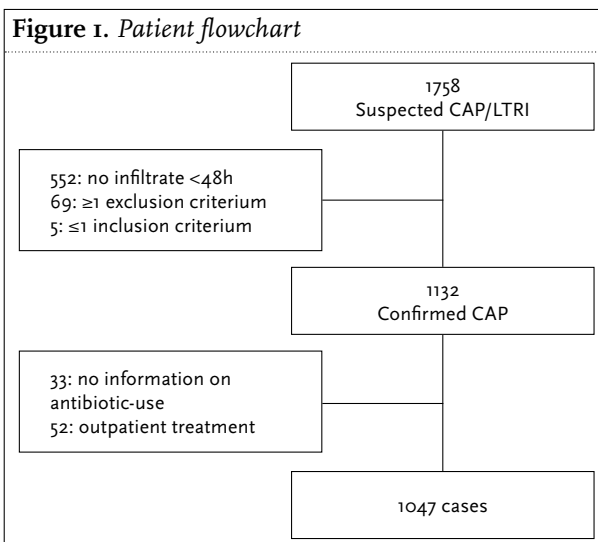 Figure 1. Patient flowchart
1758
Suspected CAP/LTRI
552: no infiltrate <48h
69: ≥1 exclusion criterium
5: ≤1 inclusion criterium
1132
Confirmed CAP
33: no information on
antibiotic-use
52: outpatient treatment
1047 cases